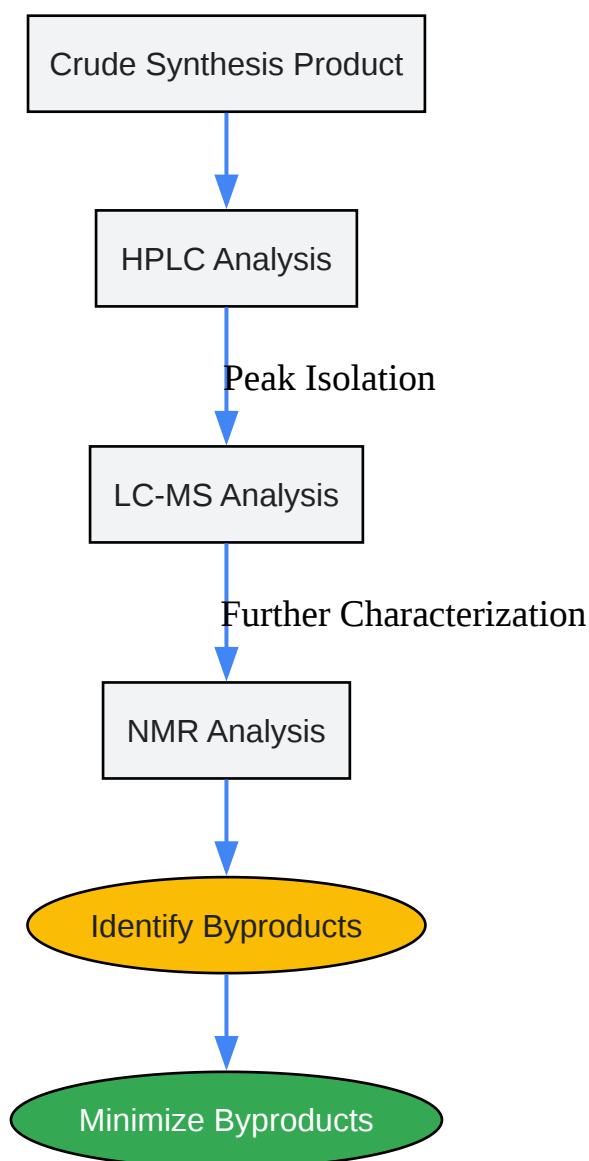 Crude Synthesis Product
HPLC Analysis
Peak Isolation
LC-MS Analysis
Further Characterization
NMR Analysis
Identify Byproducts
Minimize Byproducts